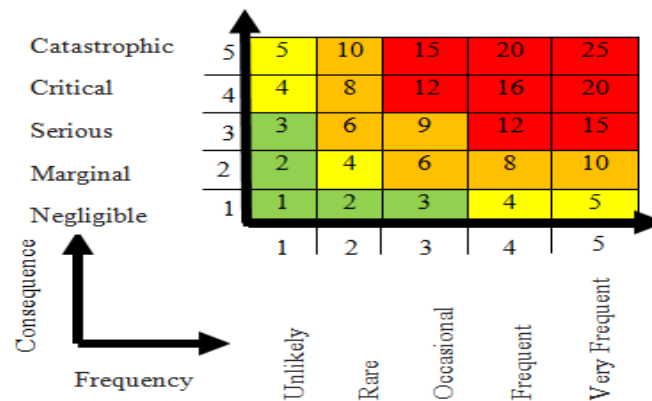 Catastrophic 5 5 10 15 20 25
Critical 4 4 8 12 16 20
Serious 3 3 6 9 12 15
Marginal 2 2 4 6 8 10
Negligible 1 1 2 3 4 5
1 2 3 4 5
Consequence
Frequency
Unlikely
Rare
Occasional
Frequent
Very Frequent